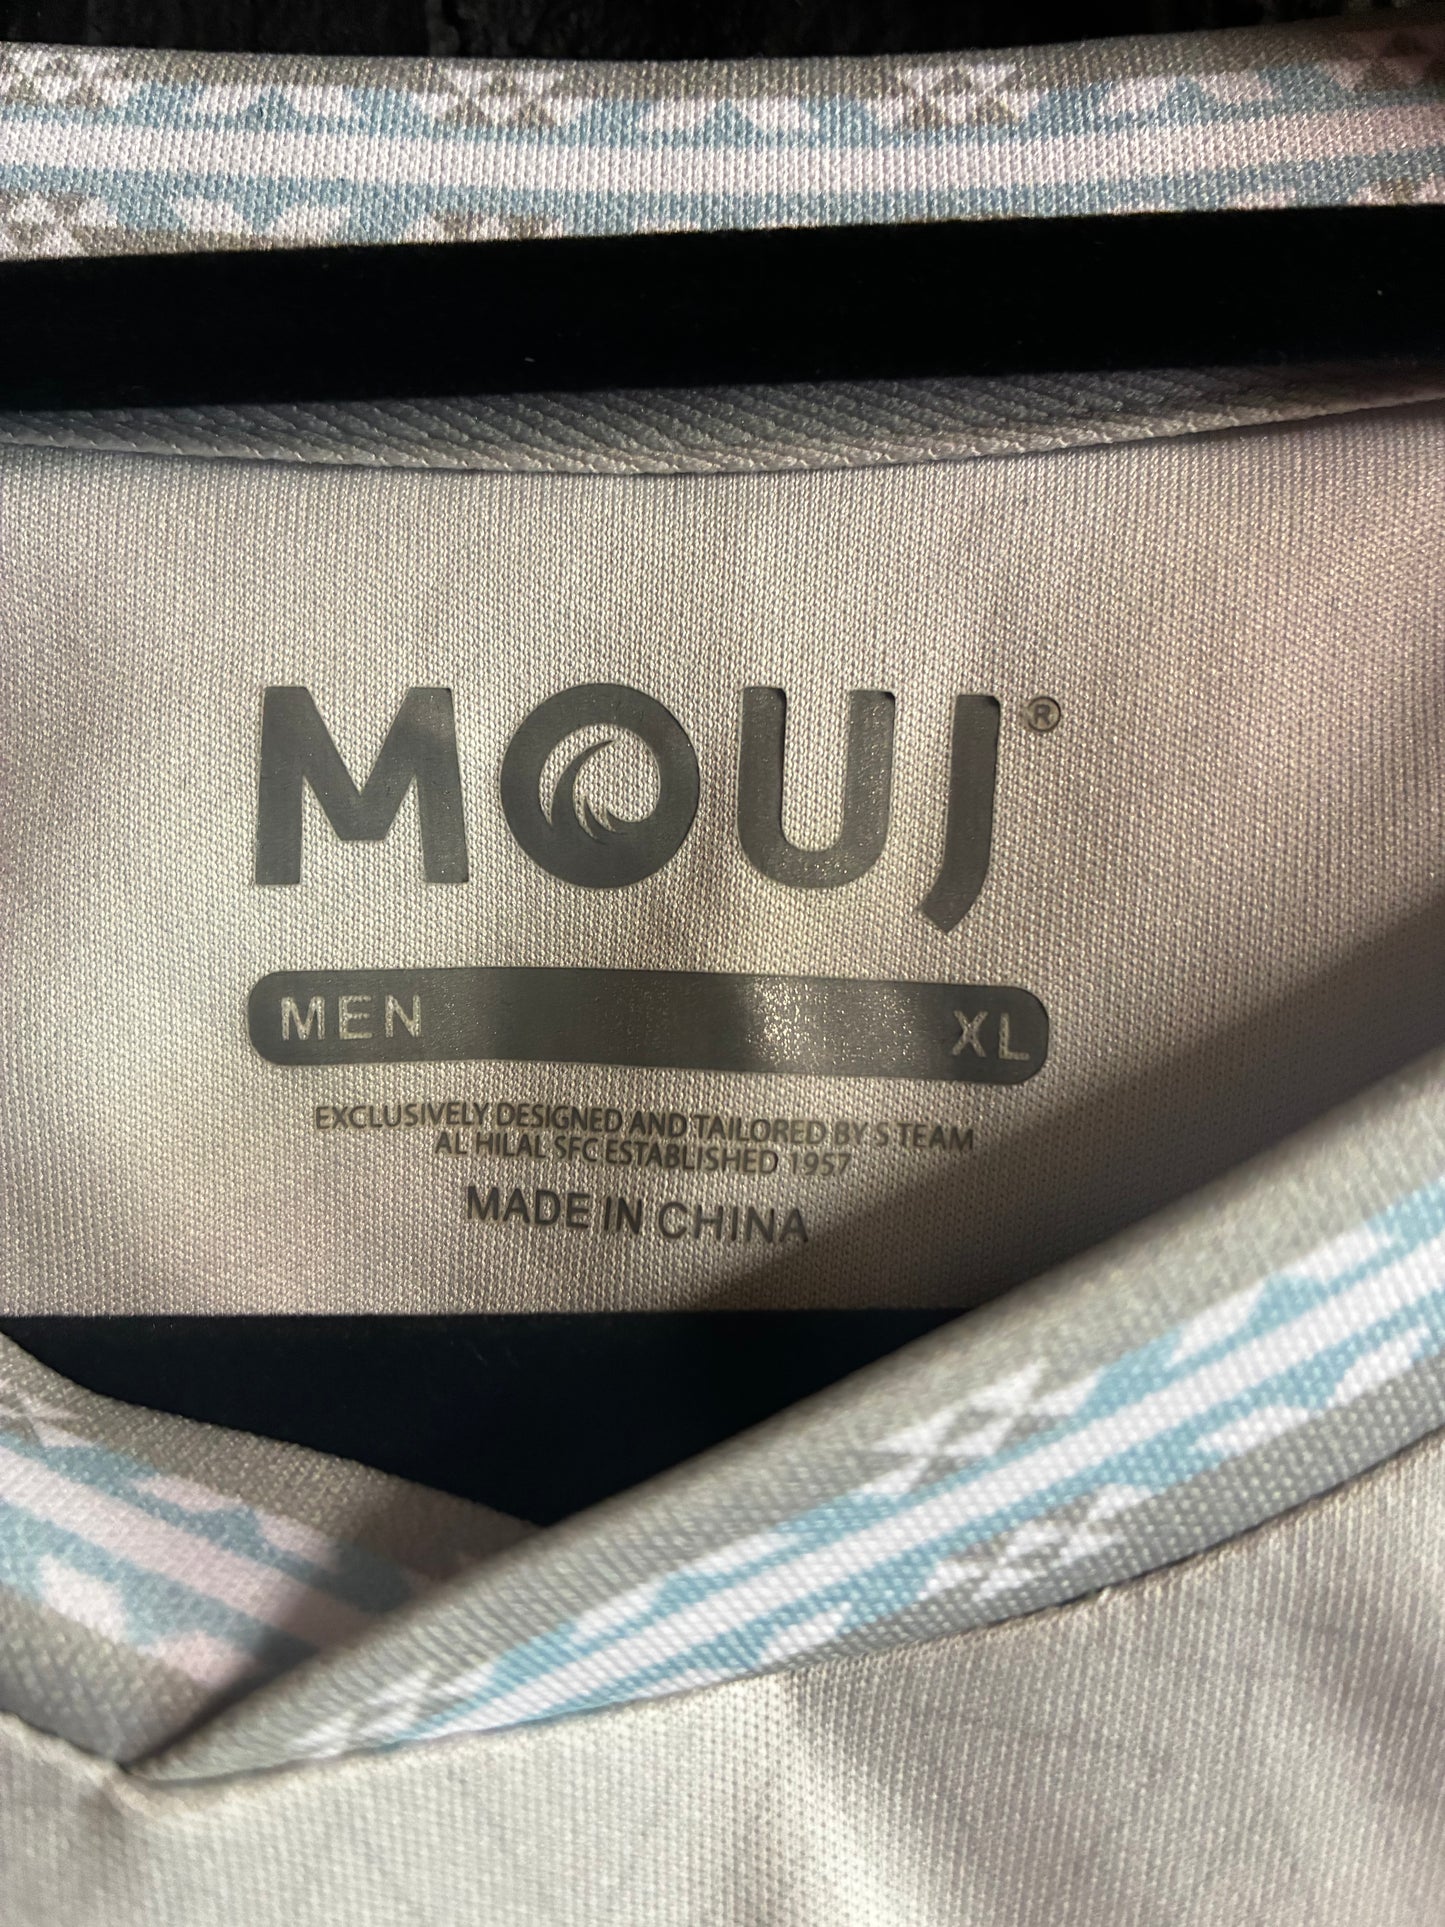 MOUJ®
MEN XL
EXCLUSIVELY DESIGNED AND TAILORED BY S TEAM
AL HILAL SFC ESTABLISHED 1957
MADE IN CHINA